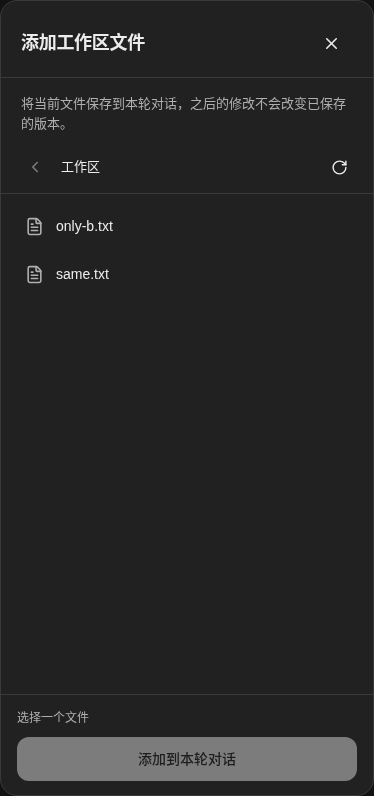 添加工作区文件
将当前文件保存到本轮对话，之后的修改不会改变已保存
的版本。
工作区
only-b.txt
same.txt
选择一个文件
添加到本轮对话